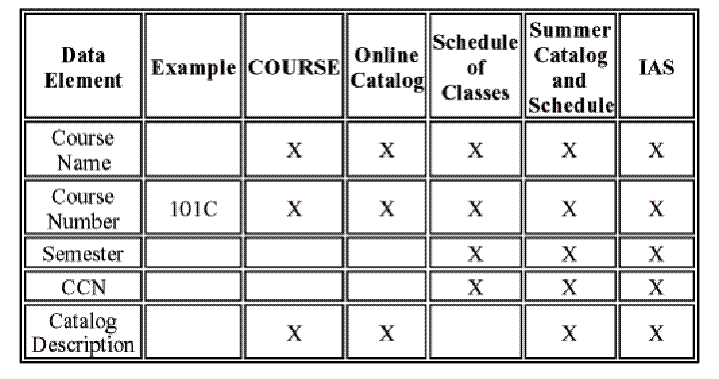 Data Element Example COURSE Online Catalog Schedule of Classes Summer Catalog and Schedule IAS
Course Name X X X X X
Course Number 101C X X X X X
Semester X X X
CCN X X X
Catalog Description X X X X